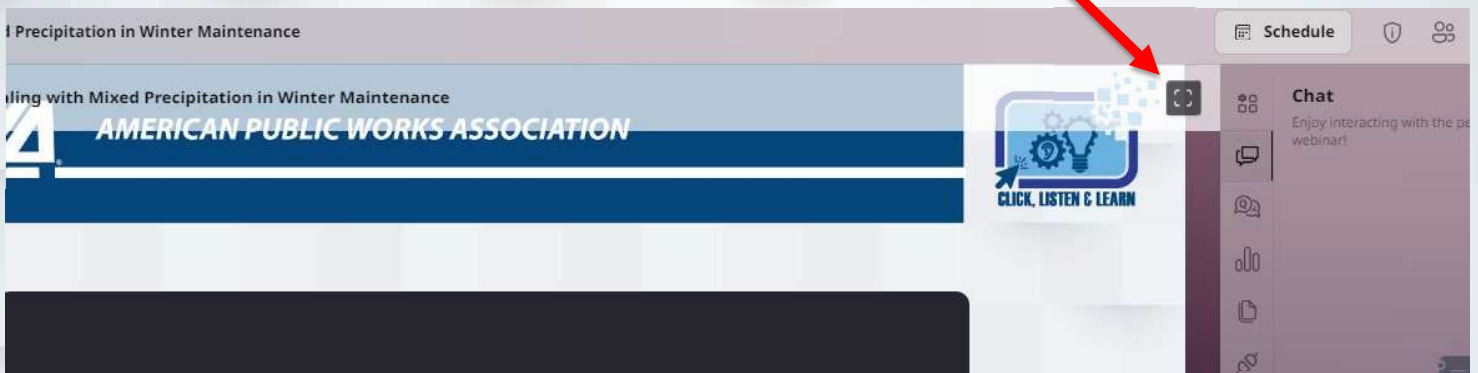 d Precipitation in Winter Maintenance
Schedule
ling with Mixed Precipitation in Winter Maintenance
AMERICAN PUBLIC WORKS ASSOCIATION
CLICK, LISTEN & LEARN
Chat
Enjoy interacting with the pe
webinar!